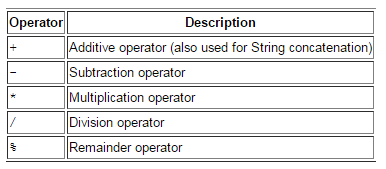 Operator Description
+ Additive operator (also used for String concatenation)
- Subtraction operator
* Multiplication operator
/ Division operator
% Remainder operator